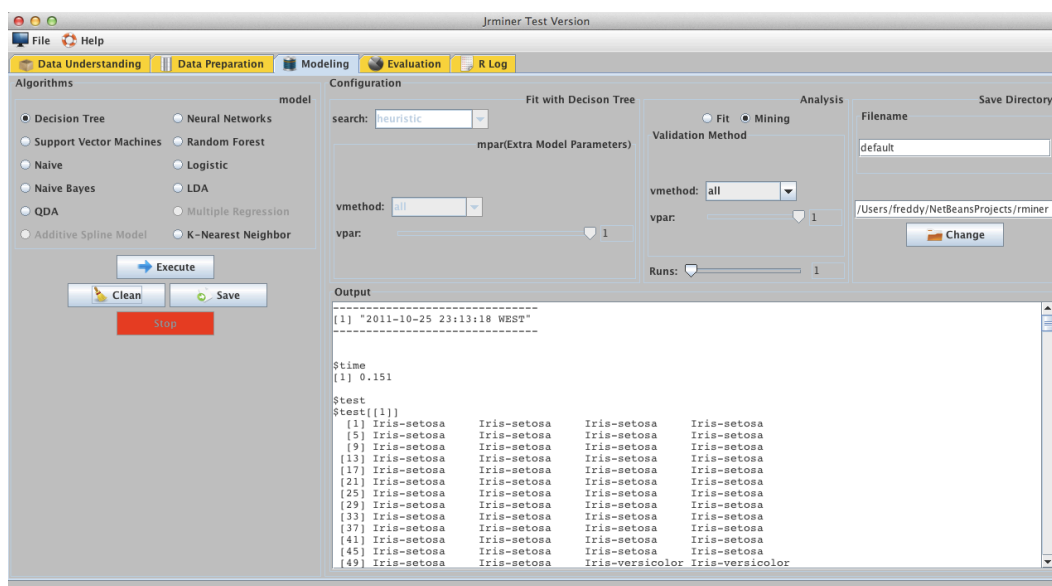 Jrminer Test Version
File Help
Data Understanding Data Preparation Modeling Evaluation R Log
Algorithms
model
Decision Tree Neural Networks
Support Vector Machines Random Forest
Naive Logistic
Naive Bayes LDA
QDA Multiple Regression
Additive Spline Model K-Nearest Neighbor
Execute
Clean Save
Stop
Configuration
Fit with Decison Tree
search: heuristic
mpar(Extra Model Parameters)
vmethod: all
vpar: 1
Analysis
Fit Mining
Validation Method
vmethod: all
vpar: 1
Runs: 1
Save Directory
Filename
default
/Users/freddy/NetBeansProjects/rminer
Change
Output
-------------------------------
[1] "2011-10-25 23:13:18 WEST"
-------------------------------
$time
[1] 0.151
$test
$test[[1]]
[1] Iris-setosa Iris-setosa Iris-setosa Iris-setosa
[5] Iris-setosa Iris-setosa Iris-setosa Iris-setosa
[9] Iris-setosa Iris-setosa Iris-setosa Iris-setosa
[13] Iris-setosa Iris-setosa Iris-setosa Iris-setosa
[17] Iris-setosa Iris-setosa Iris-setosa Iris-setosa
[21] Iris-setosa Iris-setosa Iris-setosa Iris-setosa
[25] Iris-setosa Iris-setosa Iris-setosa Iris-setosa
[29] Iris-setosa Iris-setosa Iris-setosa Iris-setosa
[33] Iris-setosa Iris-setosa Iris-setosa Iris-setosa
[37] Iris-setosa Iris-setosa Iris-setosa Iris-setosa
[41] Iris-setosa Iris-setosa Iris-setosa Iris-setosa
[45] Iris-setosa Iris-setosa Iris-setosa Iris-setosa
[49] Iris-setosa Iris-setosa Iris-versicolor Iris-versicolor